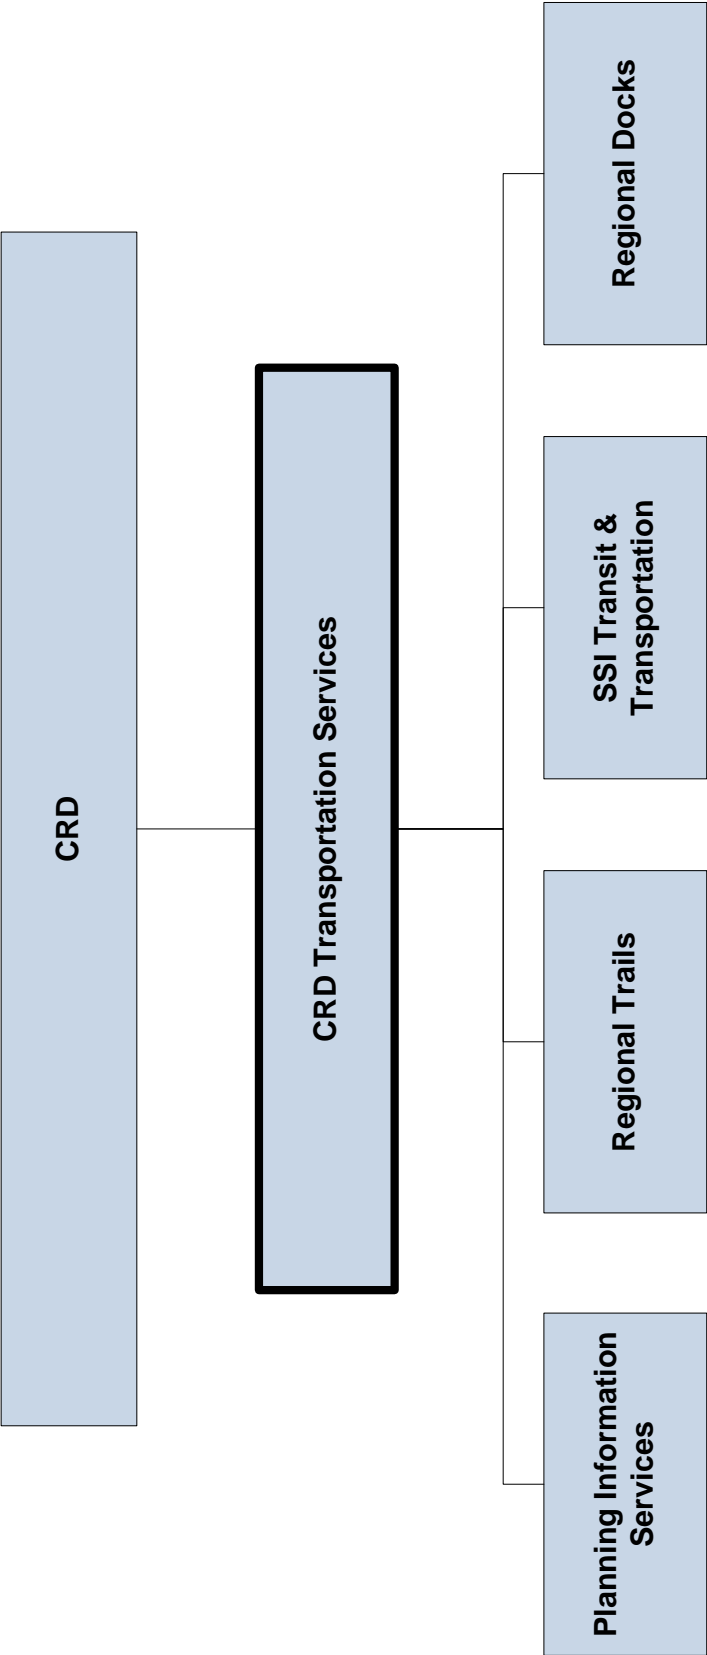 CRD
CRD Transportation Services
Planning Information
Services
Regional Trails
SSI Transit &
Transportation
Regional Docks